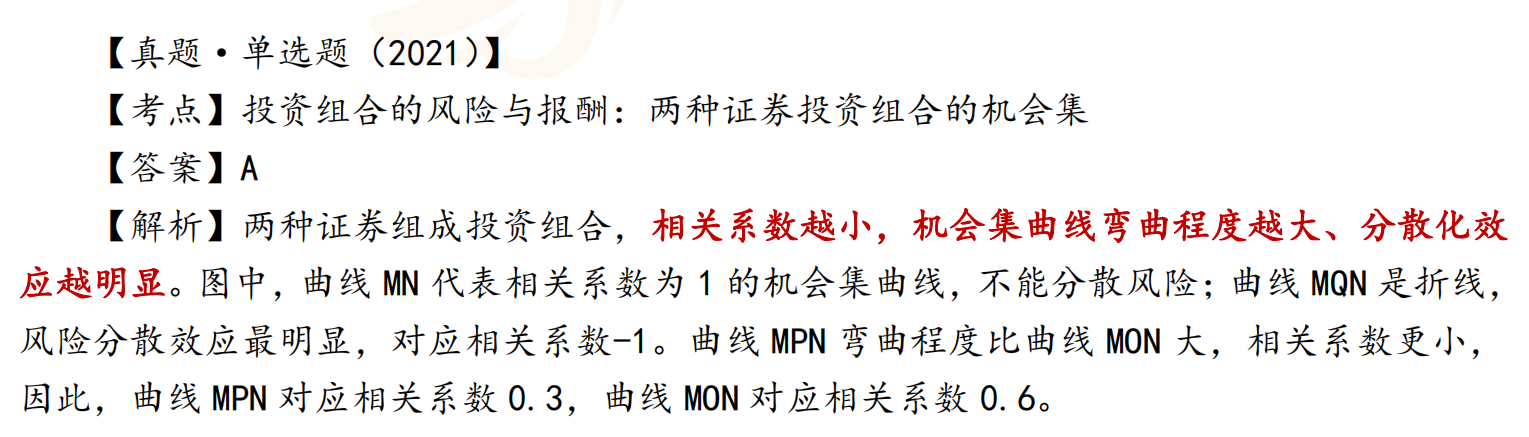 【真题·单选题（2021）】
【考点】投资组合的风险与报酬：两种证券投资组合的机会集
【答案】A
【解析】两种证券组成投资组合，相关系数越小，机会集曲线弯曲程度越大、分散化效
应越明显。图中，曲线 MN 代表相关系数为 1 的机会集曲线，不能分散风险；曲线 MQN 是折线，
风险分散效应最明显，对应相关系数-1。曲线 MPN 弯曲程度比曲线 MON 大，相关系数更小，
因此，曲线 MPN 对应相关系数 0.3，曲线 MON 对应相关系数 0.6。